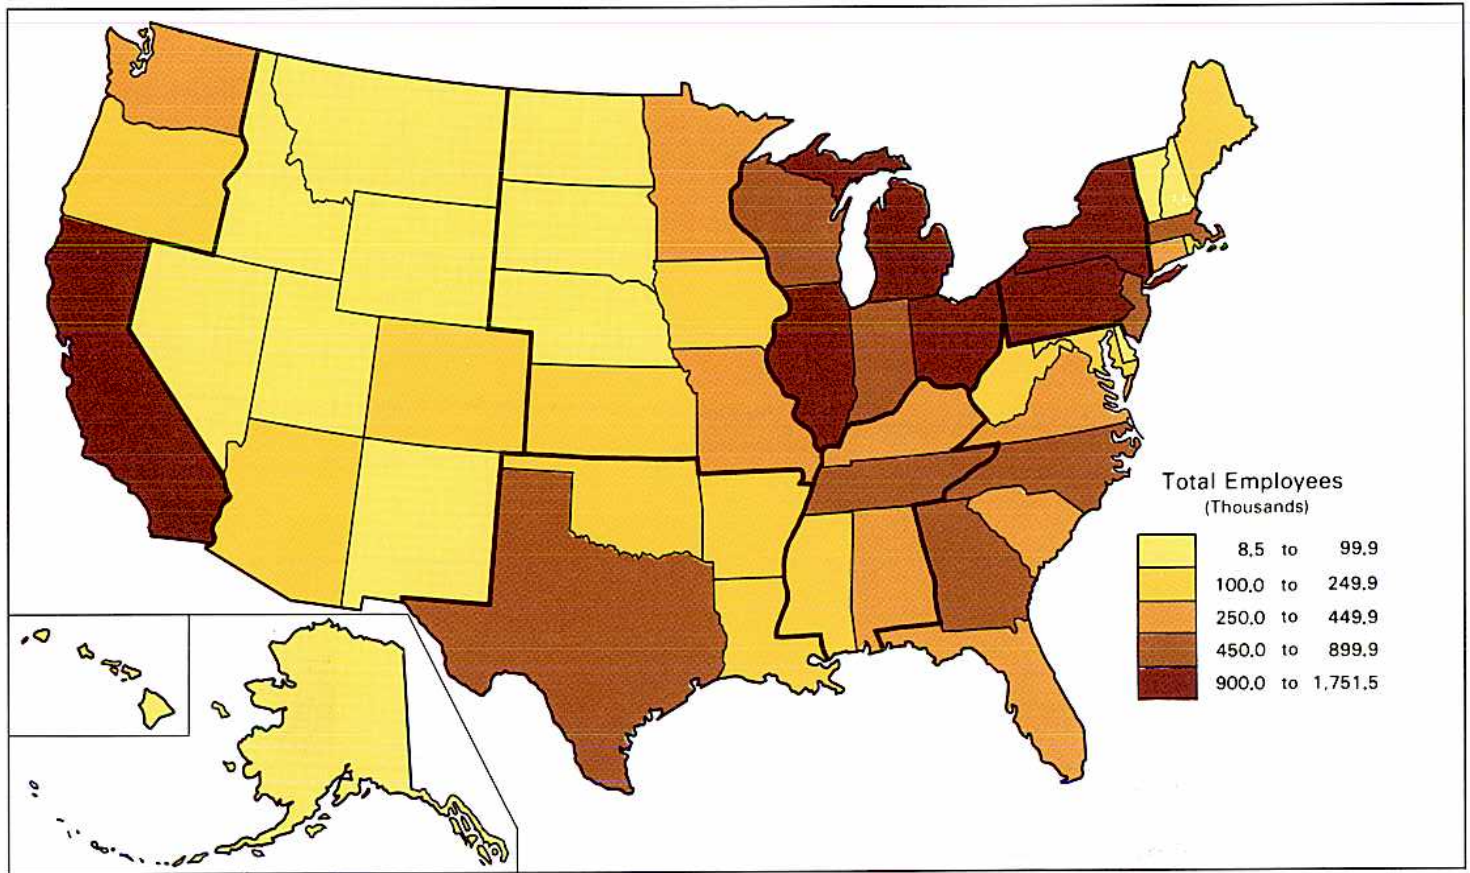 Total Employees
(Thousands)
8.5 to 99.9
100.0 to 249.9
250.0 to 449.9
450.0 to 899.9
900.0 to 1,751.5